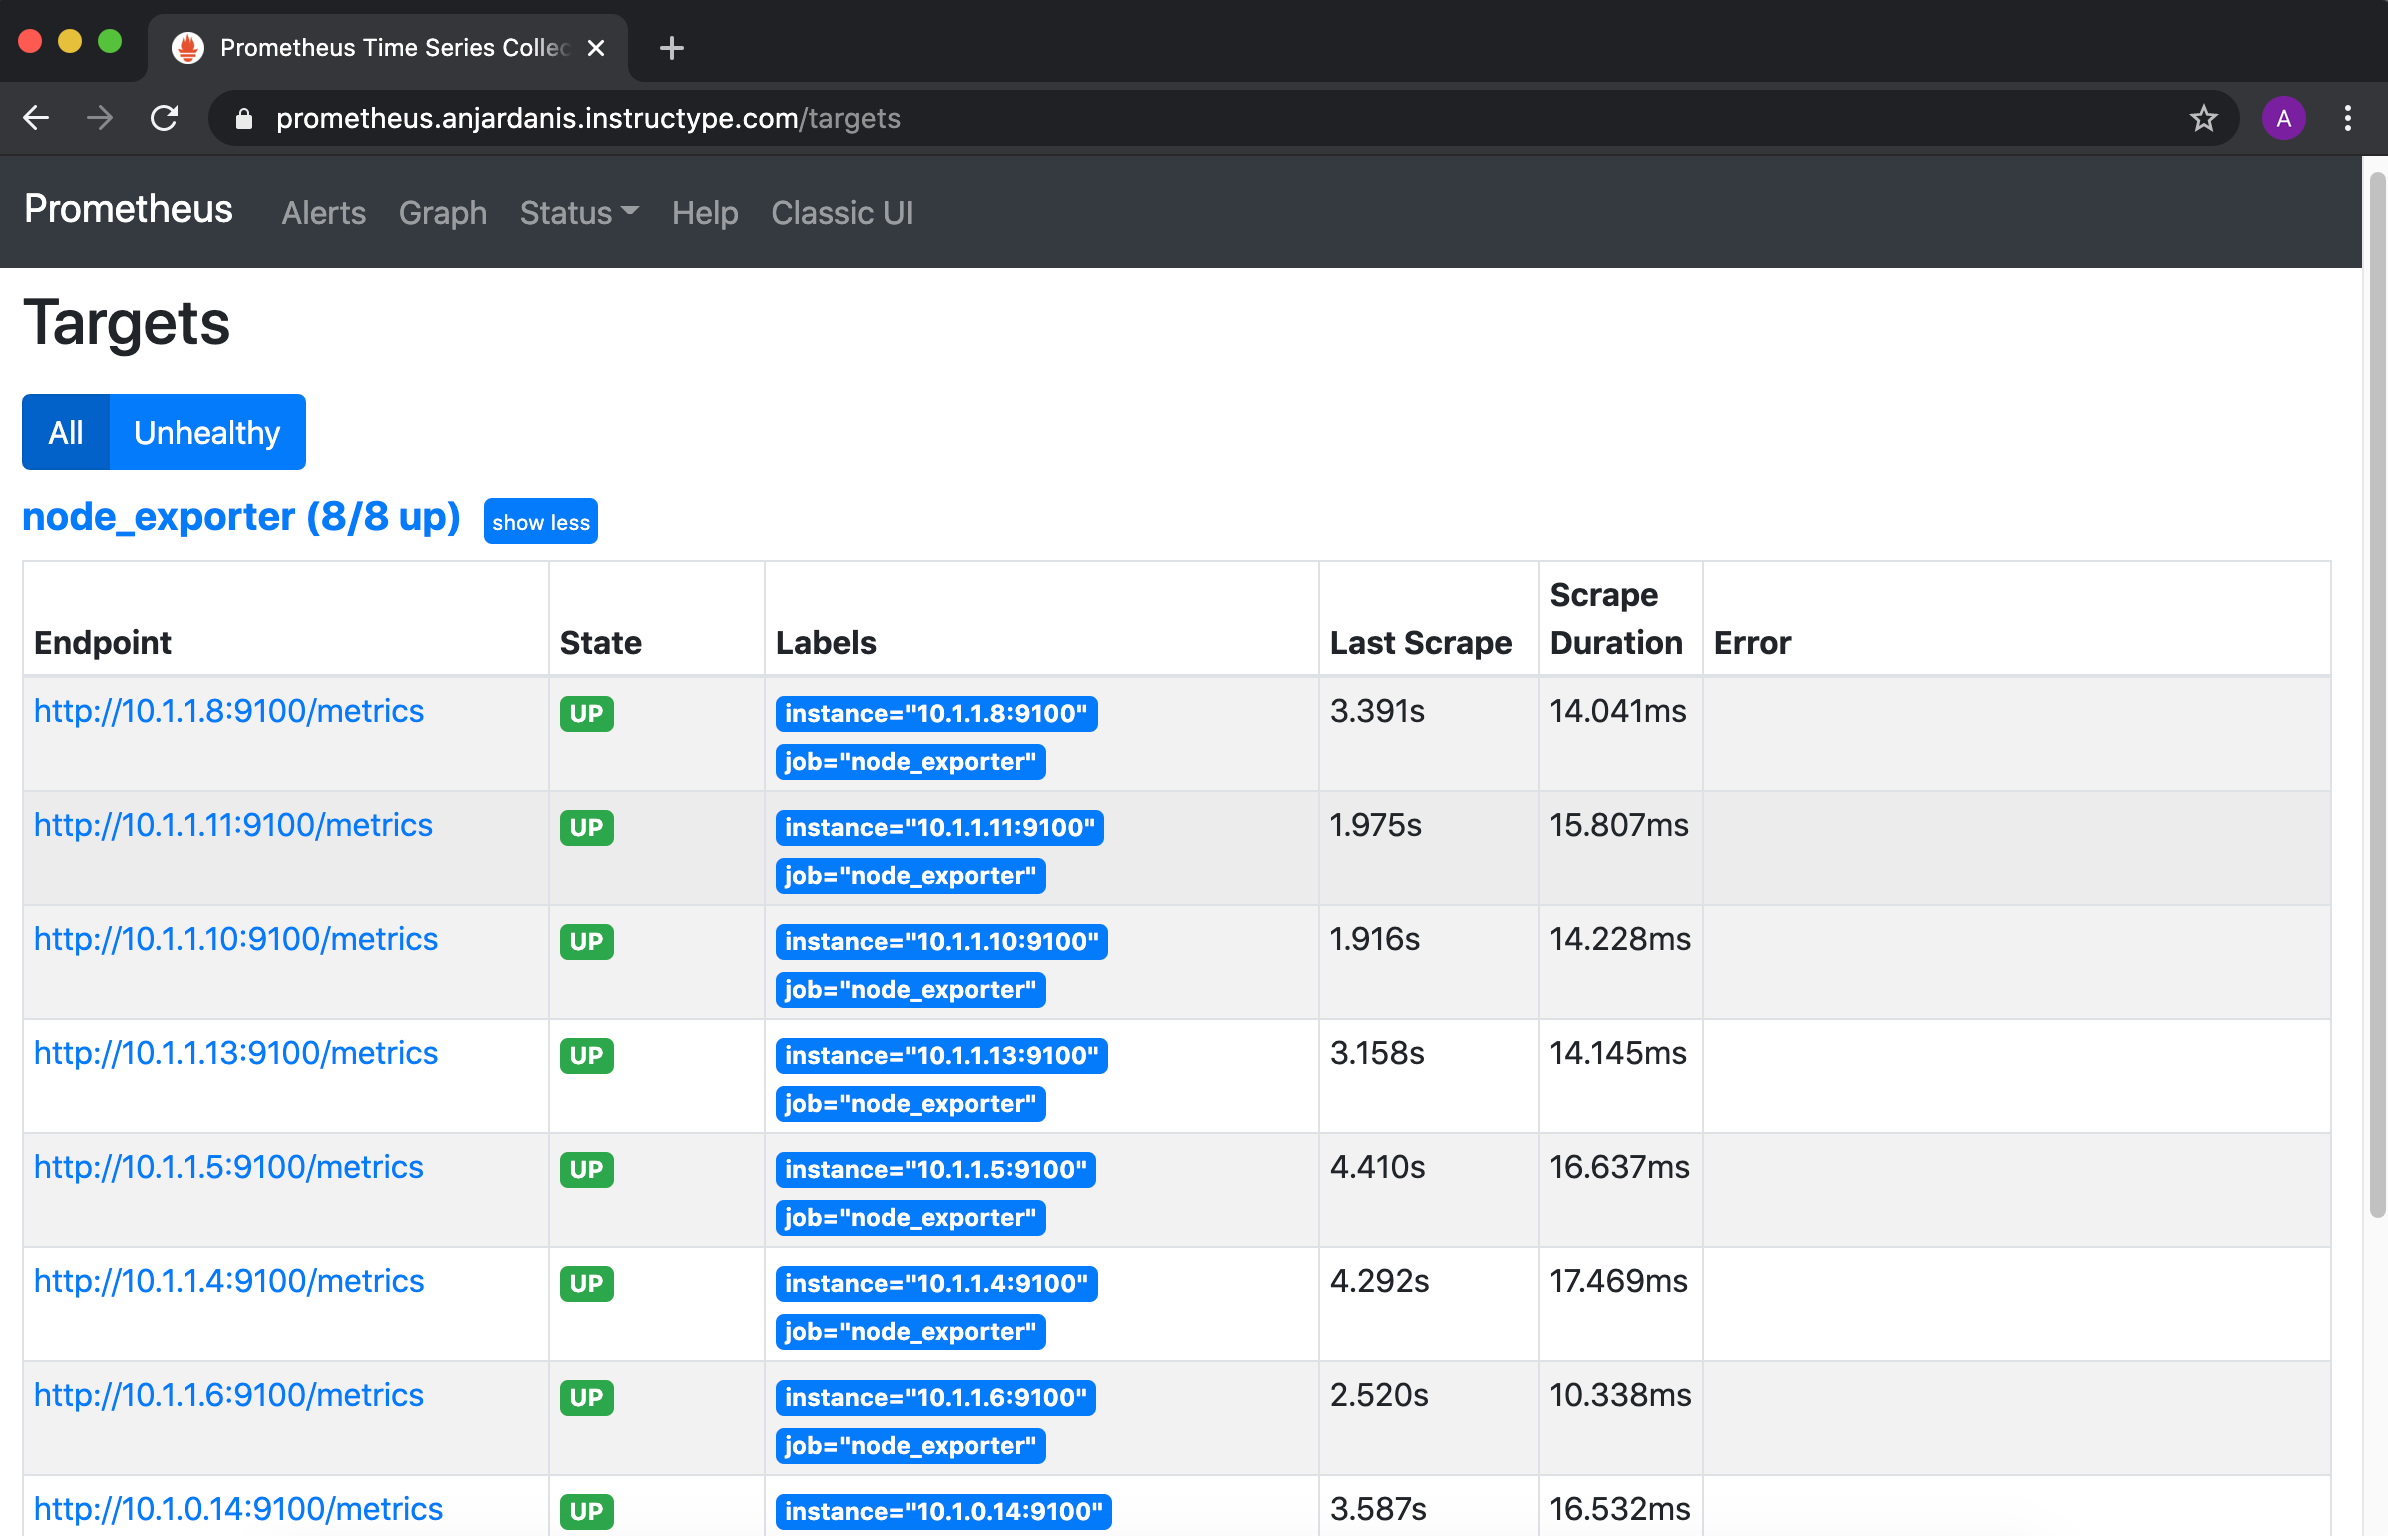 Prometheus Time Series Collec
prometheus.anjardanis.instructype.com/targets
A
Prometheus Alerts Graph Status Help Classic UI
Targets
All Unhealthy
node_exporter (8/8 up) show less
Endpoint State Labels Last Scrape Scrape Duration Error
http://10.1.1.8:9100/metrics UP instance="10.1.1.8:9100" 3.391s 14.041ms
job="node_exporter"
http://10.1.1.11:9100/metrics UP instance="10.1.1.11:9100" 1.975s 15.807ms
job="node_exporter"
http://10.1.1.10:9100/metrics UP instance="10.1.1.10:9100" 1.916s 14.228ms
job="node_exporter"
http://10.1.1.13:9100/metrics UP instance="10.1.1.13:9100" 3.158s 14.145ms
job="node_exporter"
http://10.1.1.5:9100/metrics UP instance="10.1.1.5:9100" 4.410s 16.637ms
job="node_exporter"
http://10.1.1.4:9100/metrics UP instance="10.1.1.4:9100" 4.292s 17.469ms
job="node_exporter"
http://10.1.1.6:9100/metrics UP instance="10.1.1.6:9100" 2.520s 10.338ms
job="node_exporter"
http://10.1.0.14:9100/metrics UP instance="10.1.0.14:9100" 3.587s 16.532ms